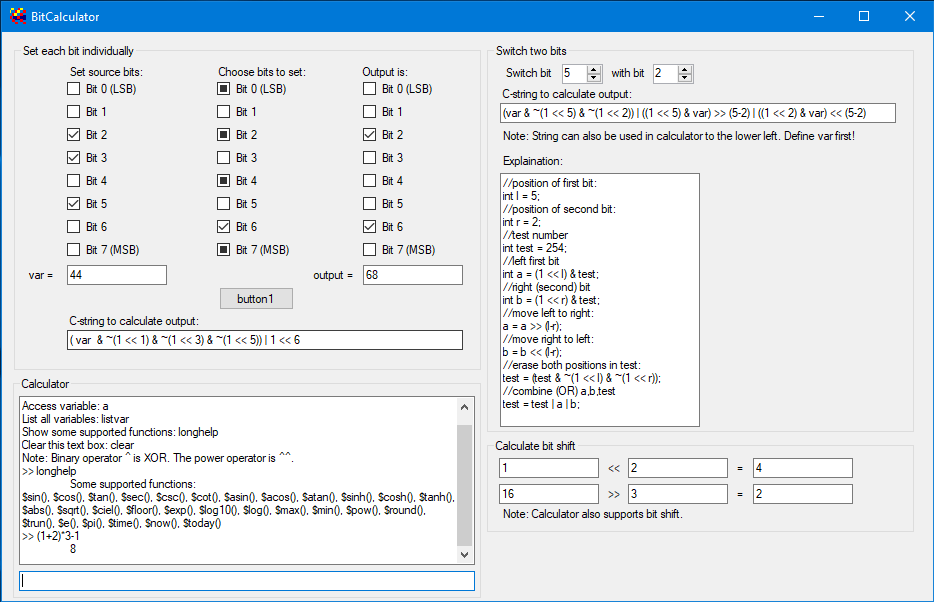 BitCalculator
Set each bit individually
Set source bits: Choose bits to set: Output is:
Bit 0 (LSB) Bit 0 (LSB) Bit 0 (LSB)
Bit 1 Bit 1 Bit 1
Bit 2 Bit 2 Bit 2
Bit 3 Bit 3 Bit 3
Bit 4 Bit 4 Bit 4
Bit 5 Bit 5 Bit 5
Bit 6 Bit 6 Bit 6
Bit 7 (MSB) Bit 7 (MSB) Bit 7 (MSB)
var = 44 output = 68
button1
C-string to calculate output:
( var & ~(1 << 1) & ~(1 << 3) & ~(1 << 5)) | 1 << 6
Calculator
Access variable: a
List all variables: listvar
Show some supported functions: longhelp
Clear this text box: clear
Note: Binary operator ^ is XOR. The power operator is ^^.
>> longhelp
Some supported functions:
$sin(), $cos(), $tan(), $sec(), $csc(), $cot(), $asin(), $acos(), $atan(), $sinh(), $cosh(), $tanh(),
$abs(), $sqrt(), $ciel(), $floor(), $exp(), $log10(), $log(), $max(), $min(), $pow(), $round(),
$trun(), $e(), $pi(), $time(), $now(), $today()
>> (1+2)*3-1
8
Switch two bits
Switch bit 5 with bit 2
C-string to calculate output:
(var & ~(1 << 5) & ~(1 << 2)) | ((1 << 5) & var) >> (5-2) | ((1 << 2) & var) << (5-2)
Note: String can also be used in calculator to the lower left. Define var first!
Explaination:
//position of first bit:
int l = 5;
//position of second bit:
int r = 2;
//test number
int test = 254;
//left first bit
int a = (1 << l) & test;
//right (second) bit
int b = (1 << r) & test;
//move left to right:
a = a >> (l-r);
//move right to left:
b = b << (l-r);
//erase both positions in test:
test = (test & ~(1 << l) & ~(1 << r));
//combine (OR) a,b,test
test = test | a | b;
Calculate bit shift
1 << 2 = 4
16 >> 3 = 2
Note: Calculator also supports bit shift.